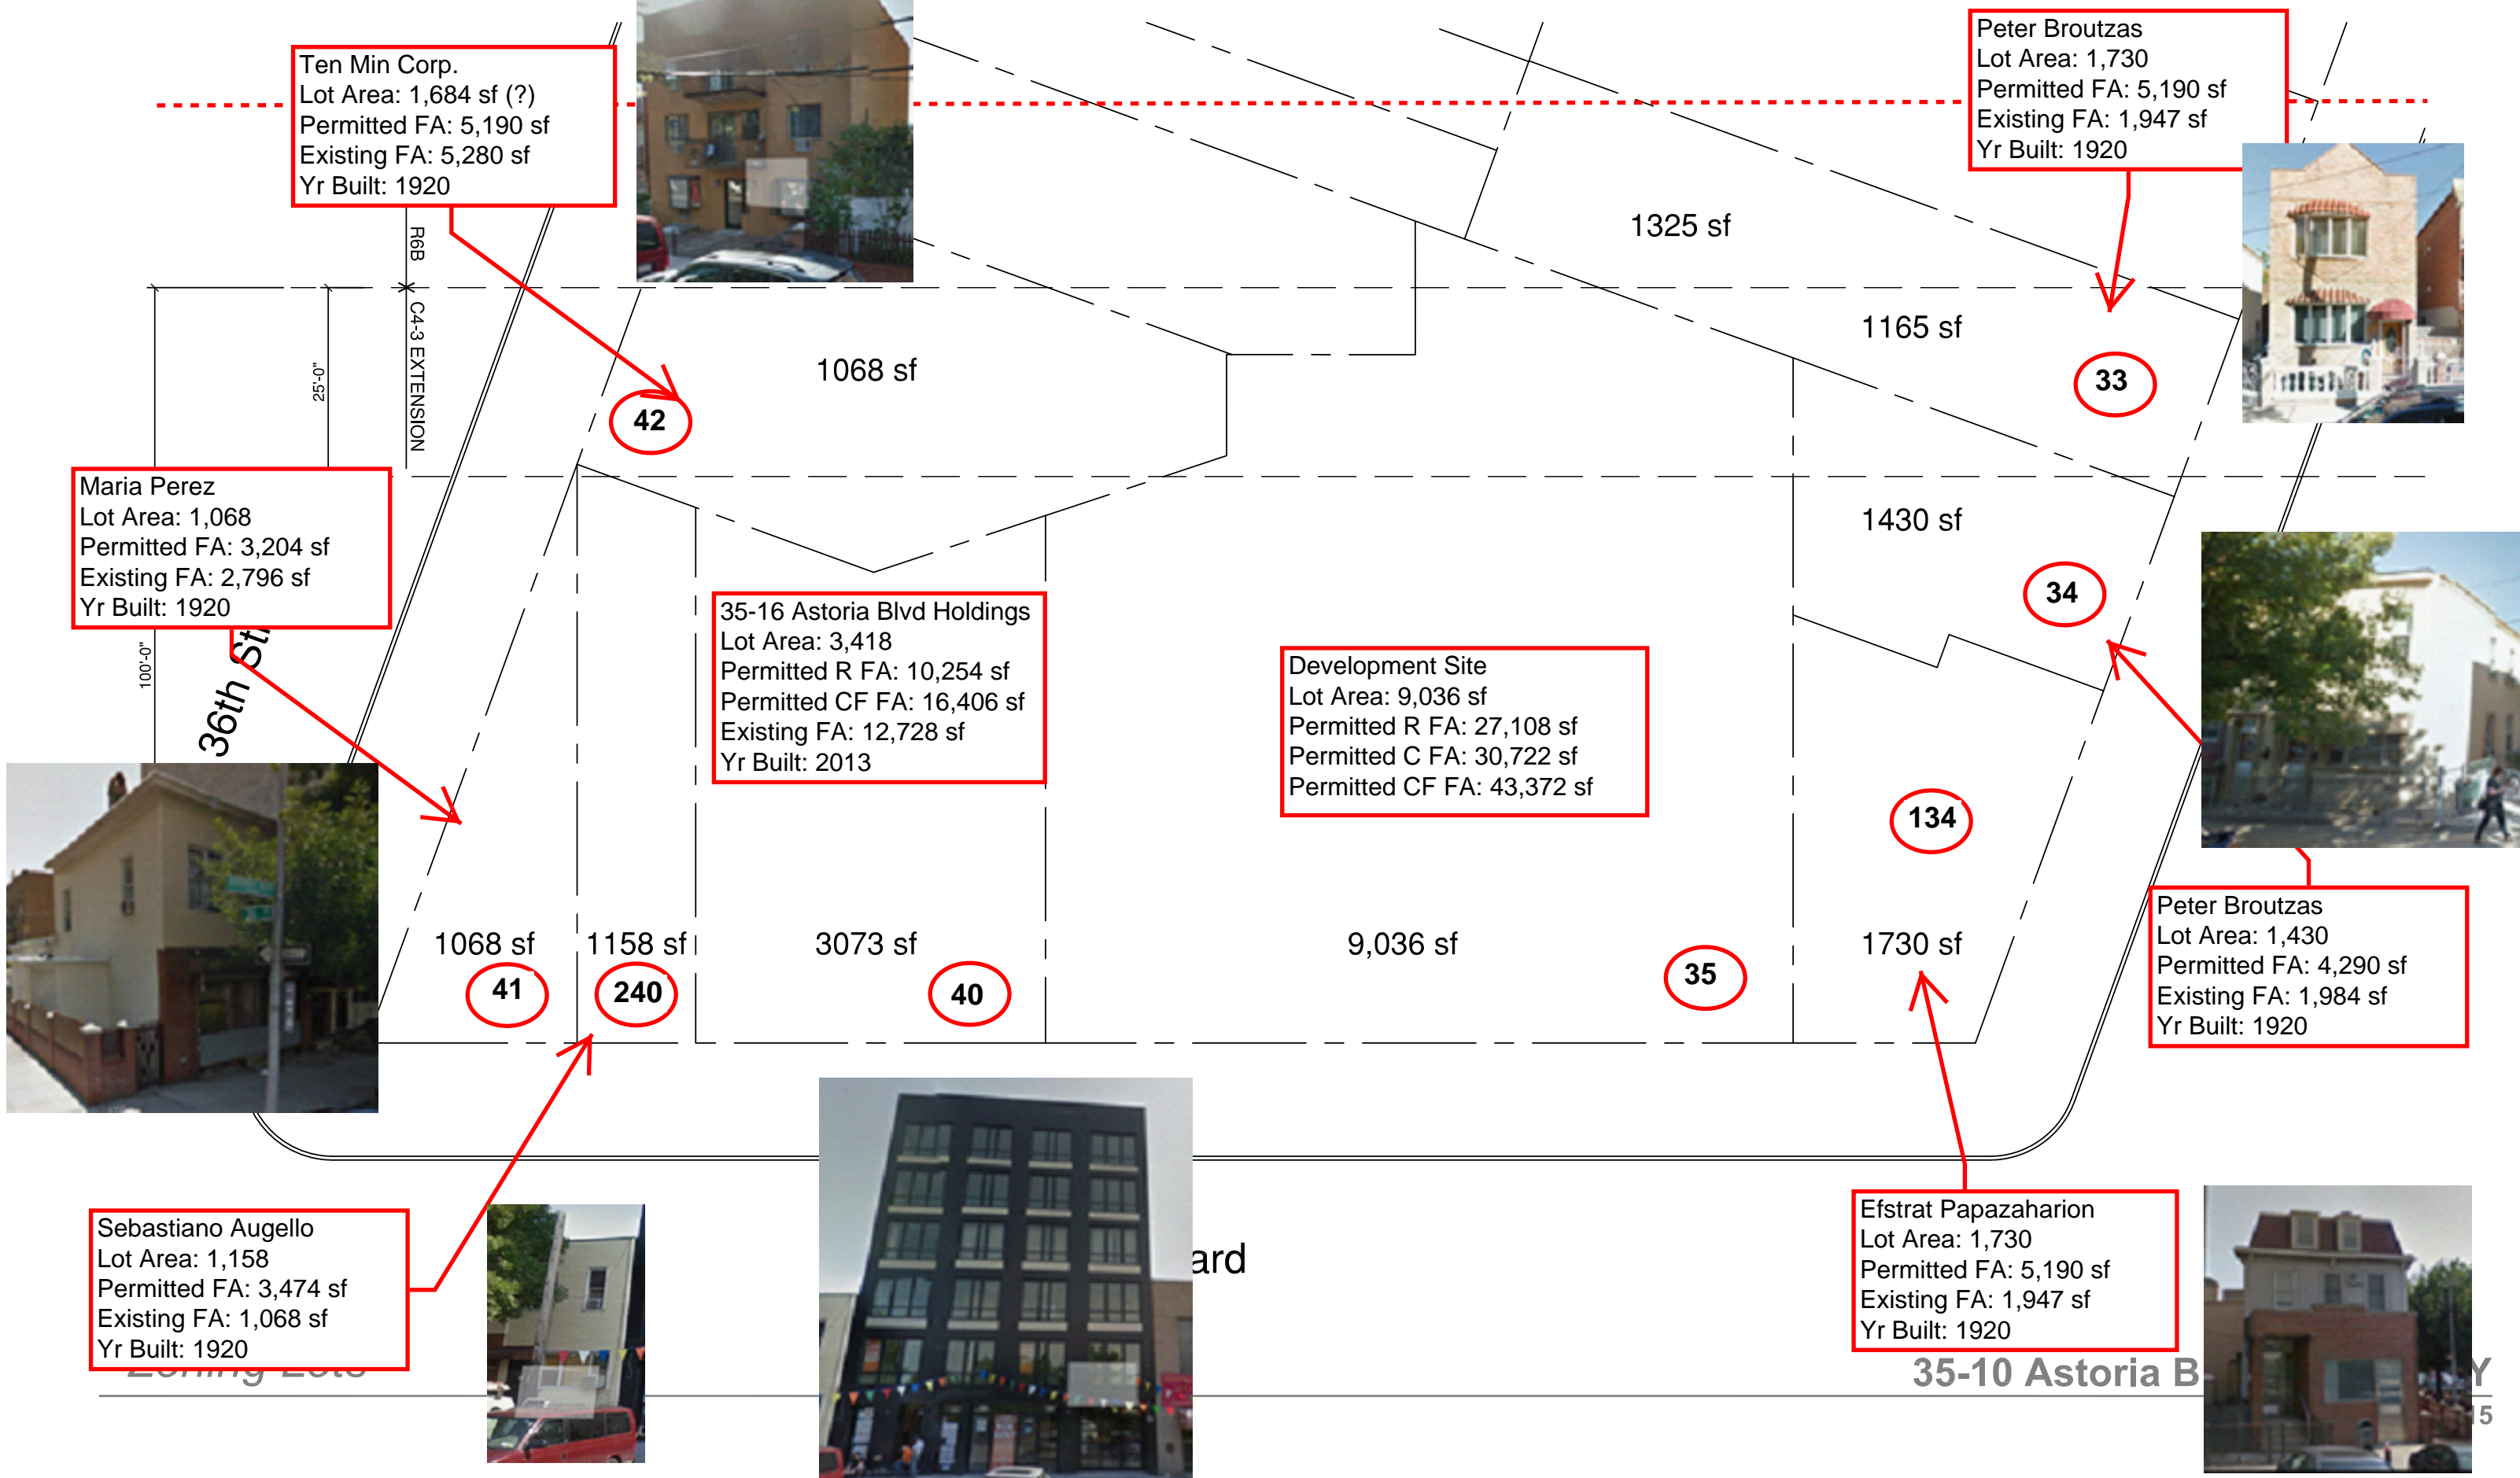 Ten Min Corp.
Lot Area: 1,684 sf (?)
Permitted FA: 5,190 sf
Existing FA: 5,280 sf
Yr Built: 1920
Peter Broutzas
Lot Area: 1,730
Permitted FA: 5,190 sf
Existing FA: 1,947 sf
Yr Built: 1920
R6B
C4-3 EXTENSION
25'-0"
100'-0"
1325 sf
1165 sf
1068 sf
33
42
Maria Perez
Lot Area: 1,068
Permitted FA: 3,204 sf
Existing FA: 2,796 sf
Yr Built: 1920
36th
1430 sf
34
35-16 Astoria Blvd Holdings
Lot Area: 3,418
Permitted R FA: 10,254 sf
Permitted CF FA: 16,406 sf
Existing FA: 12,728 sf
Yr Built: 2013
Development Site
Lot Area: 9,036 sf
Permitted R FA: 27,108 sf
Permitted C FA: 30,722 sf
Permitted CF FA: 43,372 sf
134
1068 sf
1158 sf
3073 sf
9,036 sf
1730 sf
41
240
40
35
Peter Broutzas
Lot Area: 1,430
Permitted FA: 4,290 sf
Existing FA: 1,984 sf
Yr Built: 1920
Sebastiano Augello
Lot Area: 1,158
Permitted FA: 3,474 sf
Existing FA: 1,068 sf
Yr Built: 1920
ard
Efstrat Papazaharion
Lot Area: 1,730
Permitted FA: 5,190 sf
Existing FA: 1,947 sf
Yr Built: 1920
35-10 Astoria B
Y
15